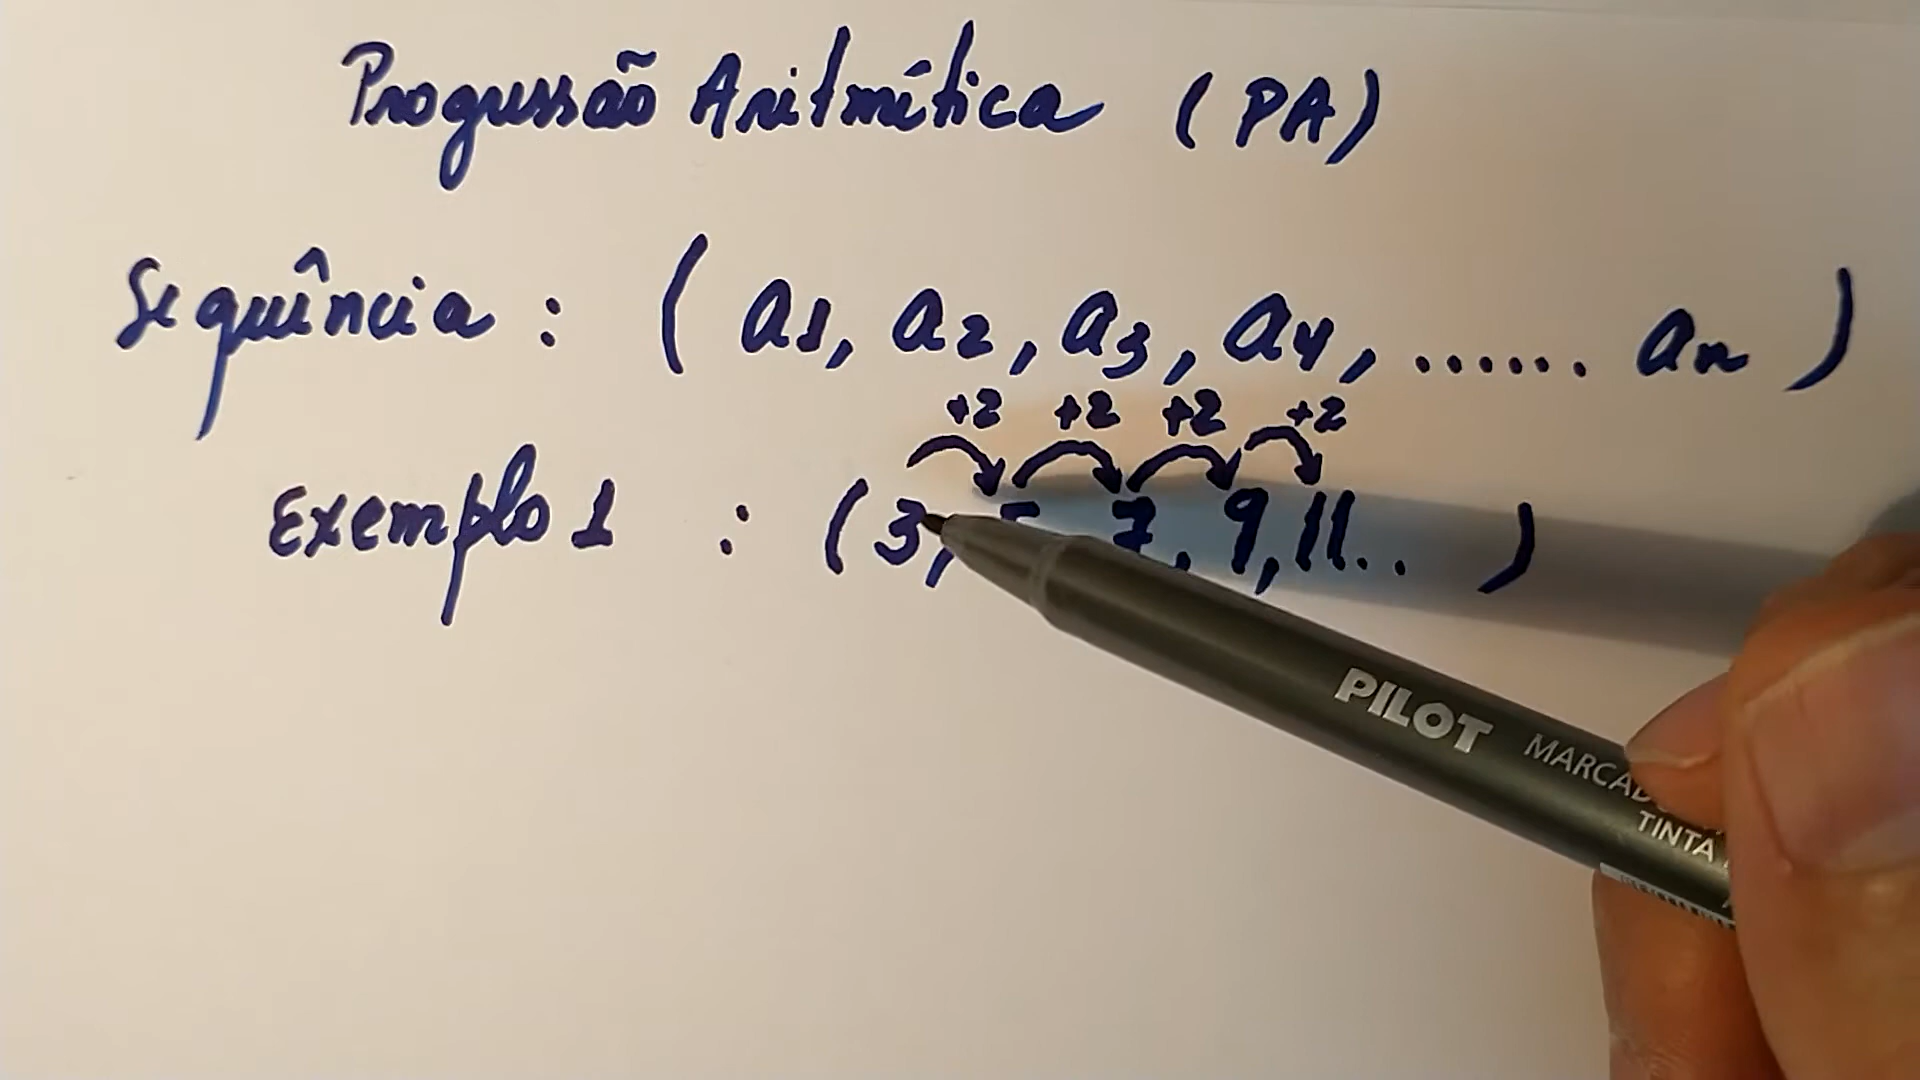 Progressão Aritmética (PA)
Sequência : ( a1, a2, a3, a4, ...... an )
+2 +2 +2 +2
Exemplo 1 : ( 3, 5 7, 9, 11.. )
PILOT
TINTA